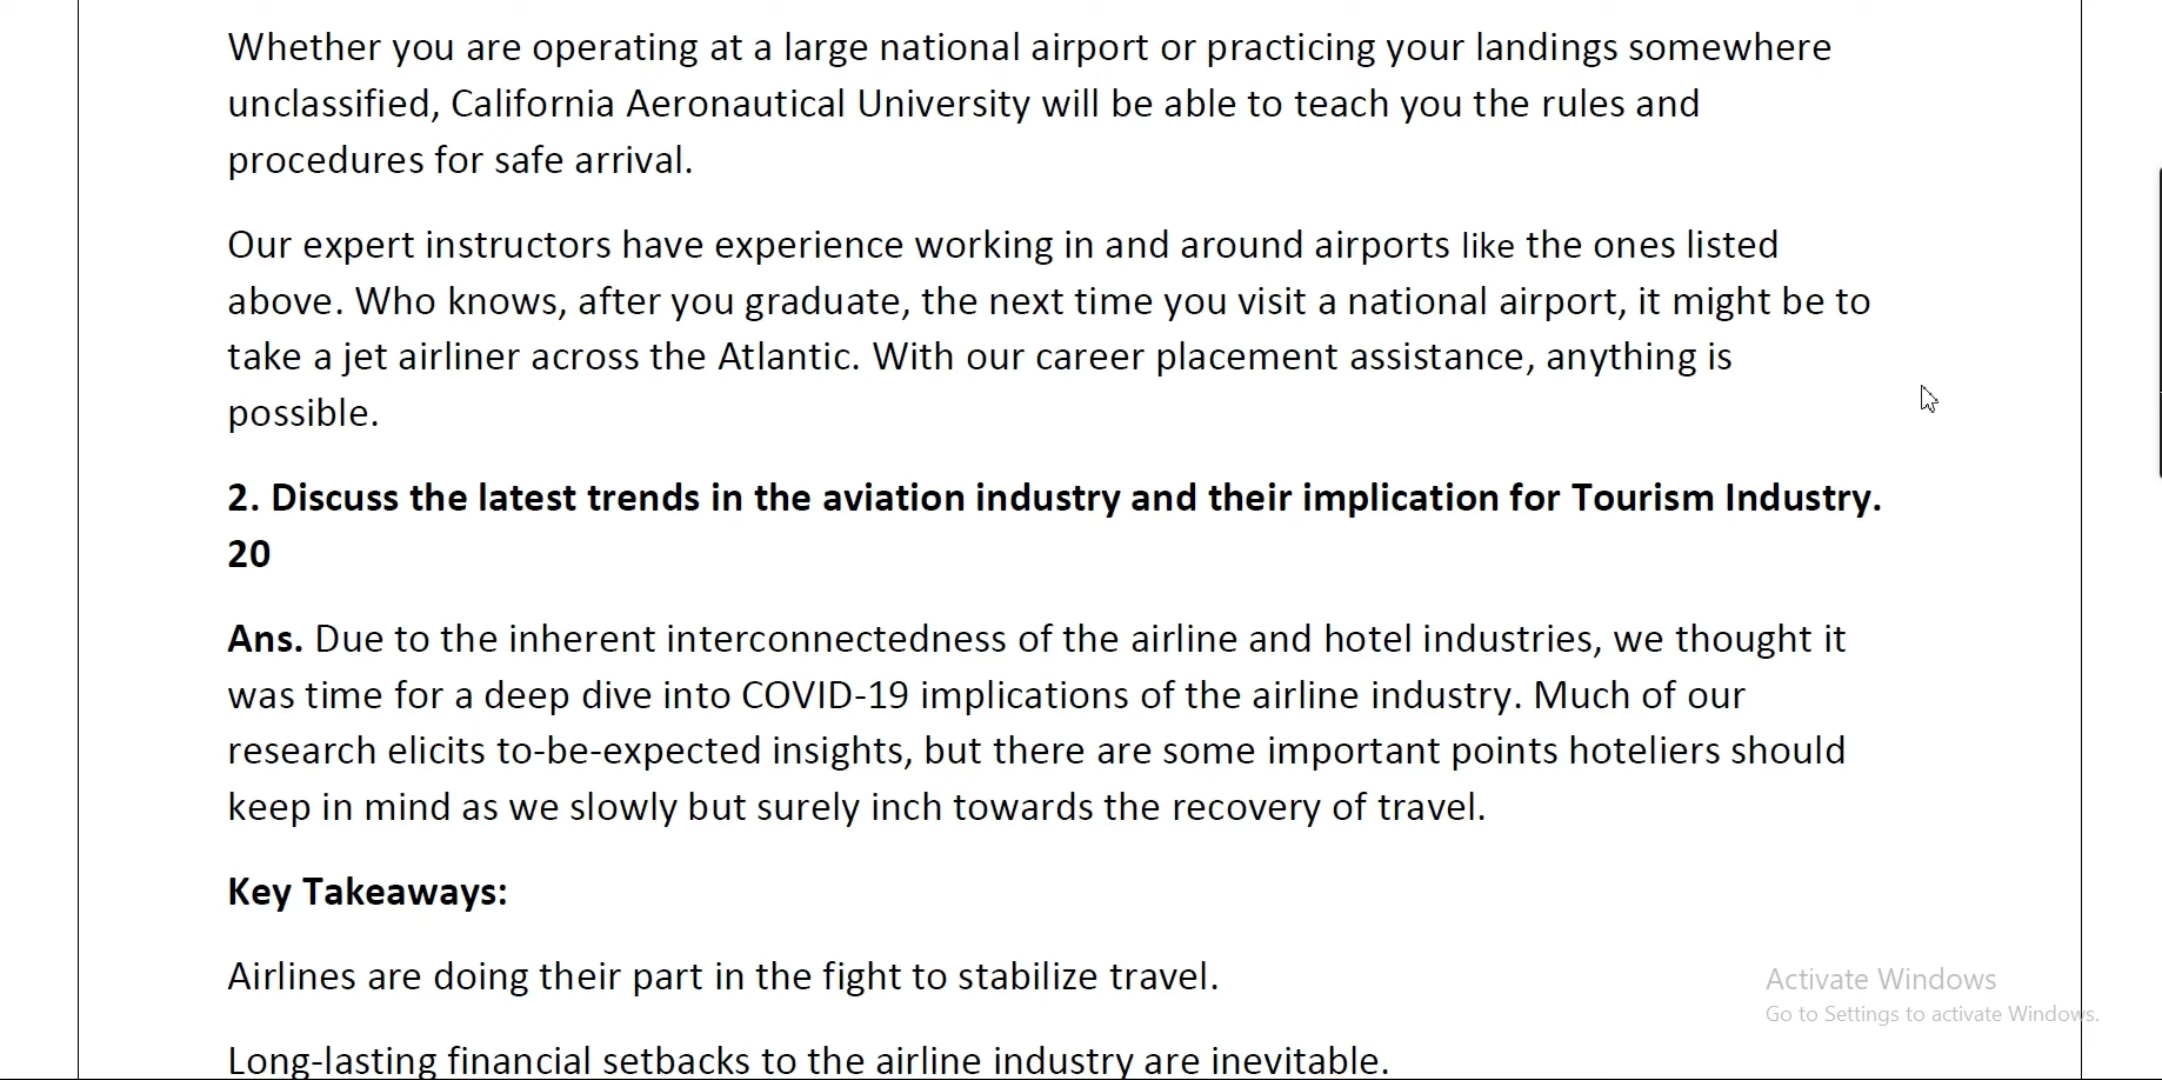 Whether you are operating at a large national airport or practicing your landings somewhere
unclassified, California Aeronautical University will be able to teach you the rules and
procedures for safe arrival.
Our expert instructors have experience working in and around airports like the ones listed
above. Who knows, after you graduate, the next time you visit a national airport, it might be to
take a jet airliner across the Atlantic. With our career placement assistance, anything is
possible.
2. Discuss the latest trends in the aviation industry and their implication for Tourism Industry.
20
Ans. Due to the inherent interconnectedness of the airline and hotel industries, we thought it
was time for a deep dive into COVID-19 implications of the airline industry. Much of our
research elicits to-be-expected insights, but there are some important points hoteliers should
keep in mind as we slowly but surely inch towards the recovery of travel.
Key Takeaways:
Airlines are doing their part in the fight to stabilize travel.
Long-lasting financial setbacks to the airline industry are inevitable.
Activate Windows
Go to Settings to activate Windows.